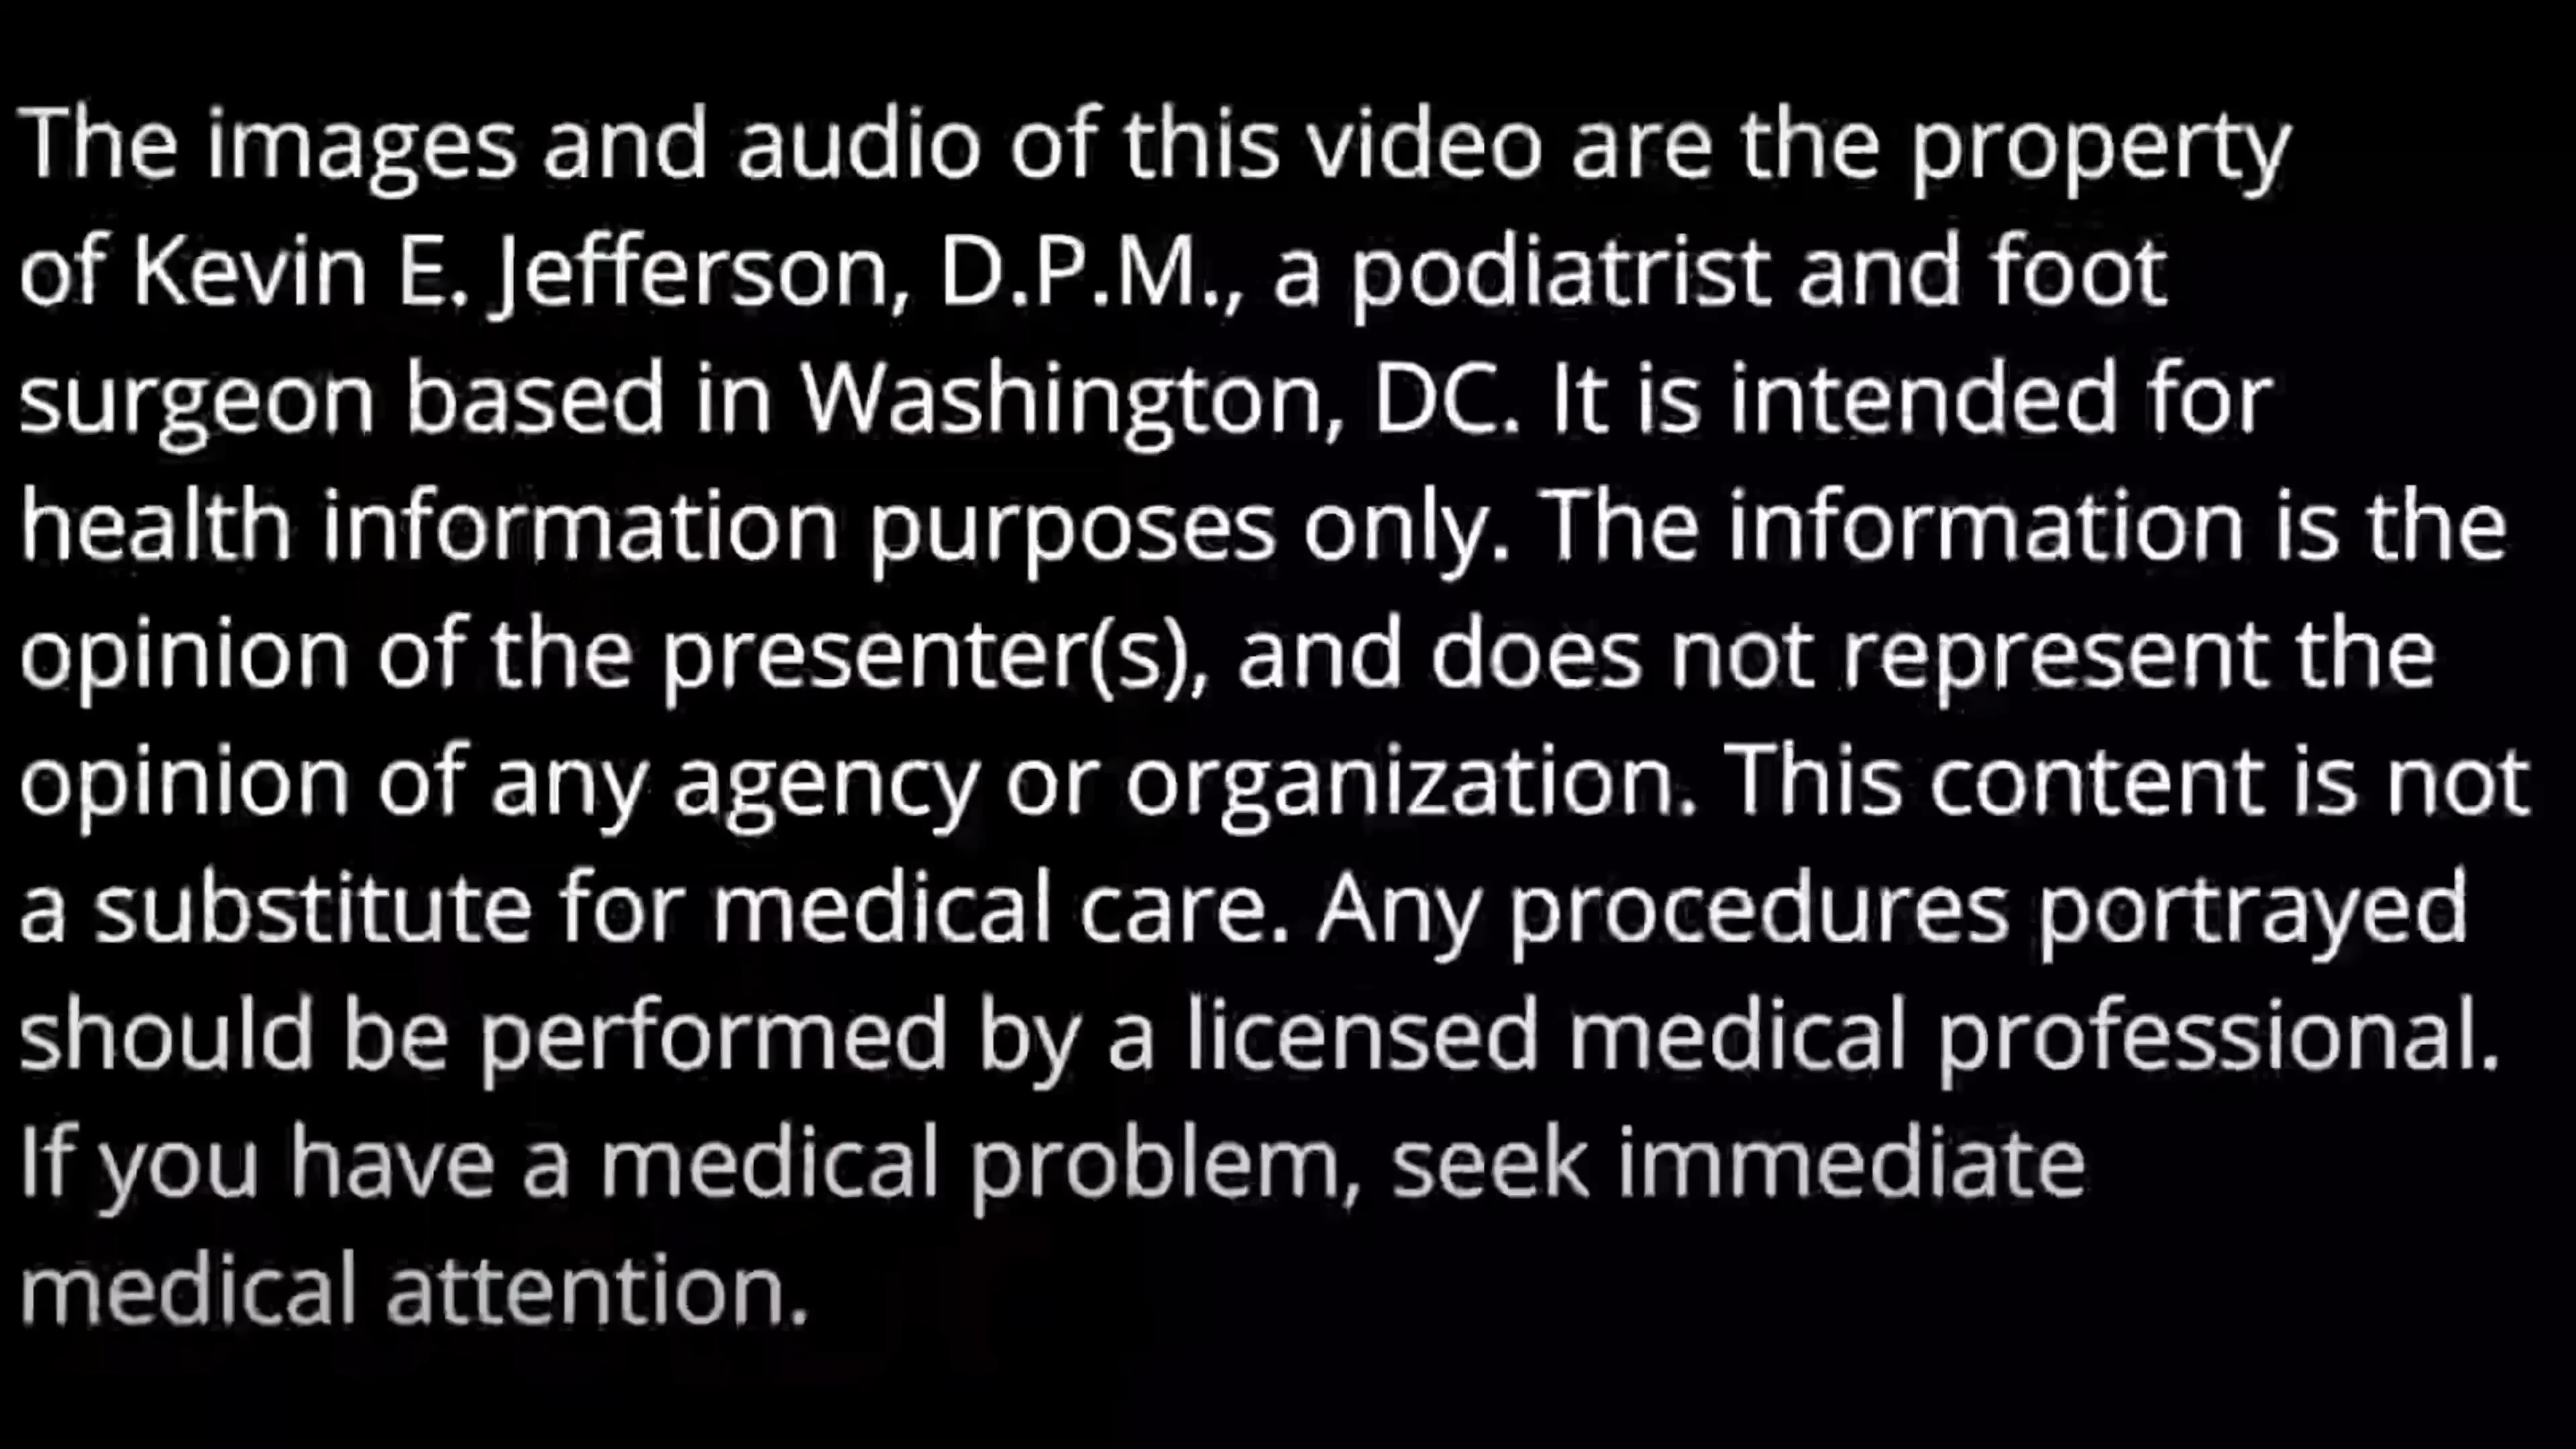 The images and audio of this video are the property
of Kevin E. Jefferson, D.P.M., a podiatrist and foot
surgeon based in Washington, DC. It is intended for
health information purposes only. The information is the
opinion of the presenter(s), and does not represent the
opinion of any agency or organization. This content is not
a substitute for medical care. Any procedures portrayed
should be performed by a licensed medical professional.
If you have a medical problem, seek immediate
medical attention.